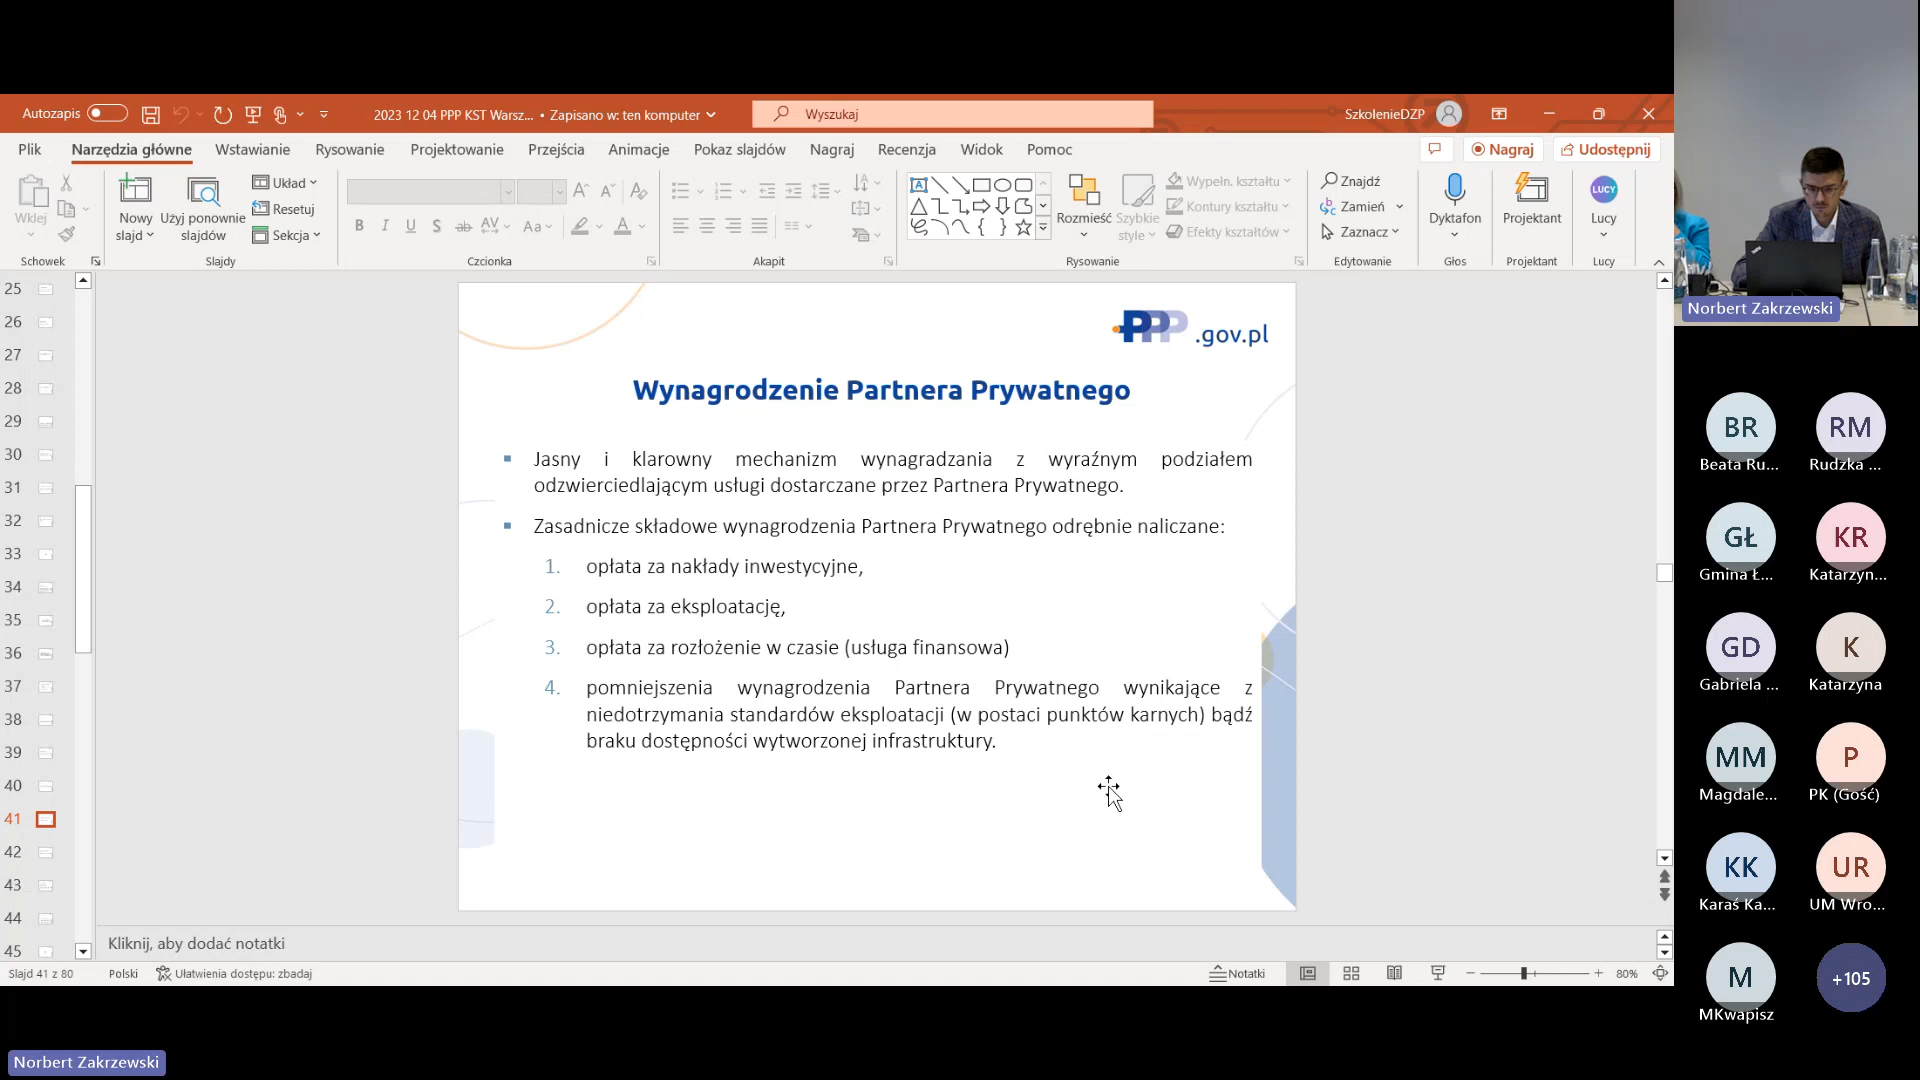 Autozapis
2023 12 04 PPP KST Warsz... • Zapisano w: ten komputer
Wyszukaj
SzkolenieDZP
Plik
Narzędzia główne
Wstawianie
Rysowanie
Projektowanie
Przejścia
Animacje
Pokaz slajdów
Nagraj
Recenzja
Widok
Pomoc
Nagraj
Udostępnij
Wklej
Nowy
slajd
Użyj ponownie
slajdów
Układ
Resetuj
Sekcja
Rozmieść
Szybkie
style
Wypełn. kształtu
Kontury kształtu
Efekty kształtów
Znajdź
Zamień
Zaznacz
Dyktafon
Projektant
LUCY
Lucy
Schowek
Slajdy
Czcionka
Akapit
Rysowanie
Edytowanie
Głos
Projektant
Lucy
25
26
27
28
29
30
31
32
33
34
35
36
37
38
39
40
41
42
43
44
45
PPP .gov.pl
Wynagrodzenie Partnera Prywatnego
Jasny i klarowny mechanizm wynagradzania z wyraźnym podziałem
odzwierciedlającym usługi dostarczane przez Partnera Prywatnego.
Zasadnicze składowe wynagrodzenia Partnera Prywatnego odrębnie naliczane:
1. opłata za nakłady inwestycyjne,
2. opłata za eksploatację,
3. opłata za rozłożenie w czasie (usługa finansowa)
4. pomniejszenia wynagrodzenia Partnera Prywatnego wynikające z
niedotrzymania standardów eksploatacji (w postaci punktów karnych) bądź
braku dostępności wytworzonej infrastruktury.
Kliknij, aby dodać notatki
Slajd 41 z 80
Polski
Ułatwienia dostępu: zbadaj
Notatki
80%
Norbert Zakrzewski
Norbert Zakrzewski
BR
Beata Ru...
RM
Rudzka ...
GŁ
Gmina Ł...
KR
Katarzyn...
GD
Gabriela ...
K
Katarzyna
MM
Magdale...
P
PK (Gość)
KK
Karaś Ka...
UR
UM Wro...
M
MKwapisz
+105